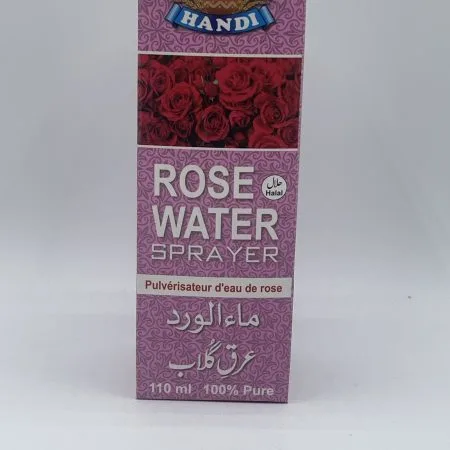 HANDI
ROSE
حلال
Halal
WATER
SPRAYER
Pulvérisateur d'eau de rose
ماء الورد
عرق گلاب
110 ml 100% Pure